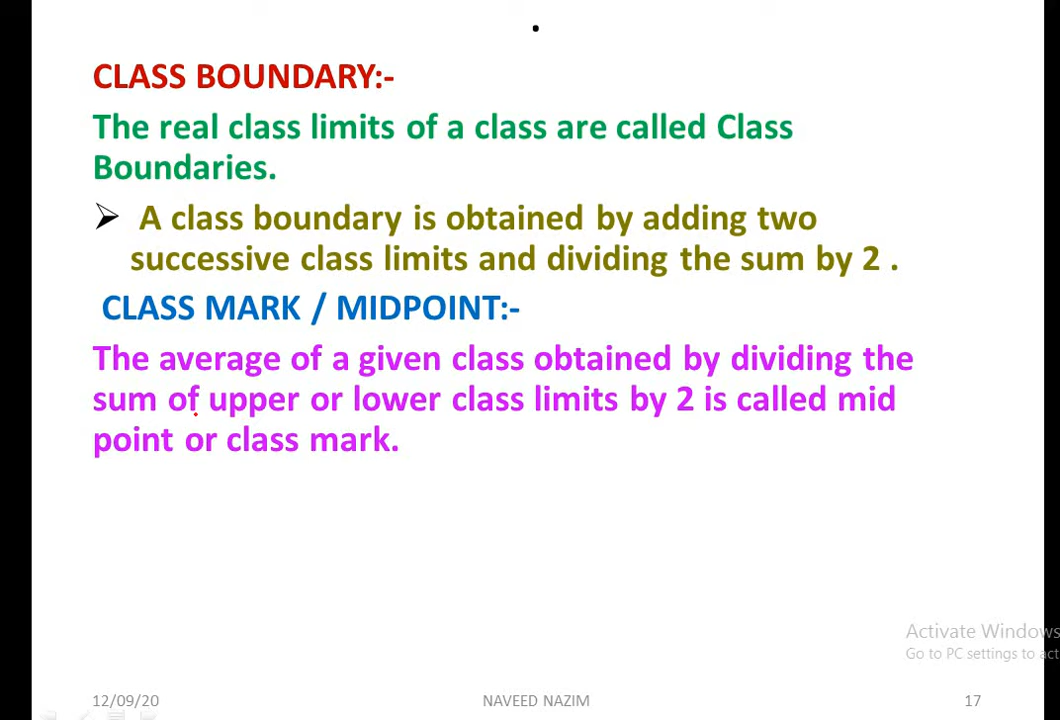 CLASS BOUNDARY:-
The real class limits of a class are called Class
Boundaries.
➢ A class boundary is obtained by adding two
successive class limits and dividing the sum by 2 .
CLASS MARK / MIDPOINT:-
The average of a given class obtained by dividing the
sum of upper or lower class limits by 2 is called mid
point or class mark.
Activate Windows
Go to PC settings to act
12/09/20 NAVEED NAZIM 17